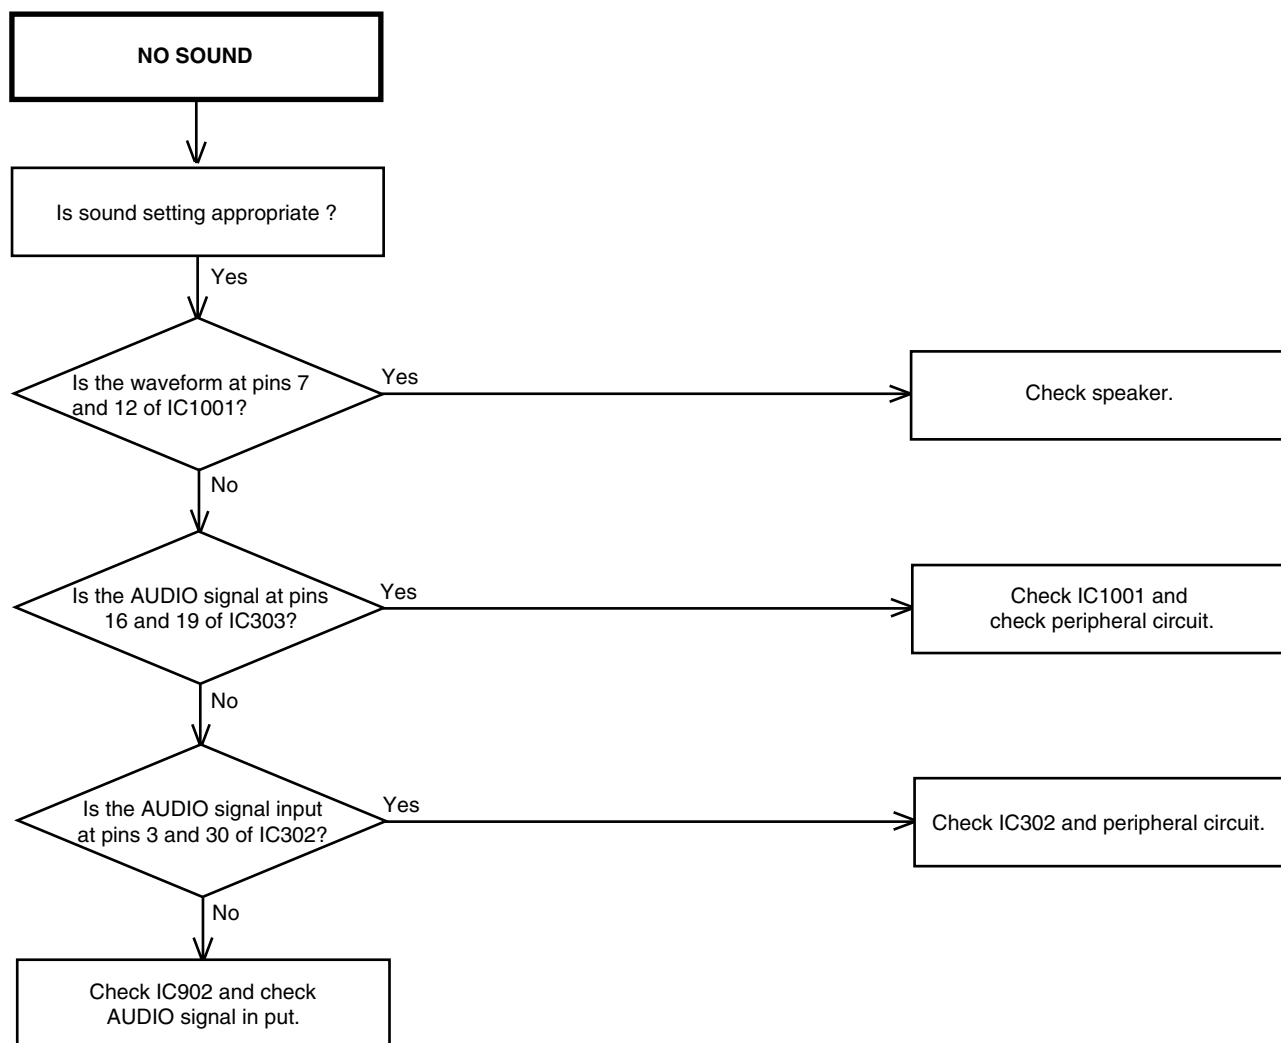 NO SOUND
Is sound setting appropriate ?
Yes
Is the waveform at pins 7
and 12 of IC1001?
Yes
Check speaker.
No
Is the AUDIO signal at pins
16 and 19 of IC303?
Yes
Check IC1001 and
check peripheral circuit.
No
Is the AUDIO signal input
at pins 3 and 30 of IC302?
Yes
Check IC302 and peripheral circuit.
No
Check IC902 and check
AUDIO signal in put.